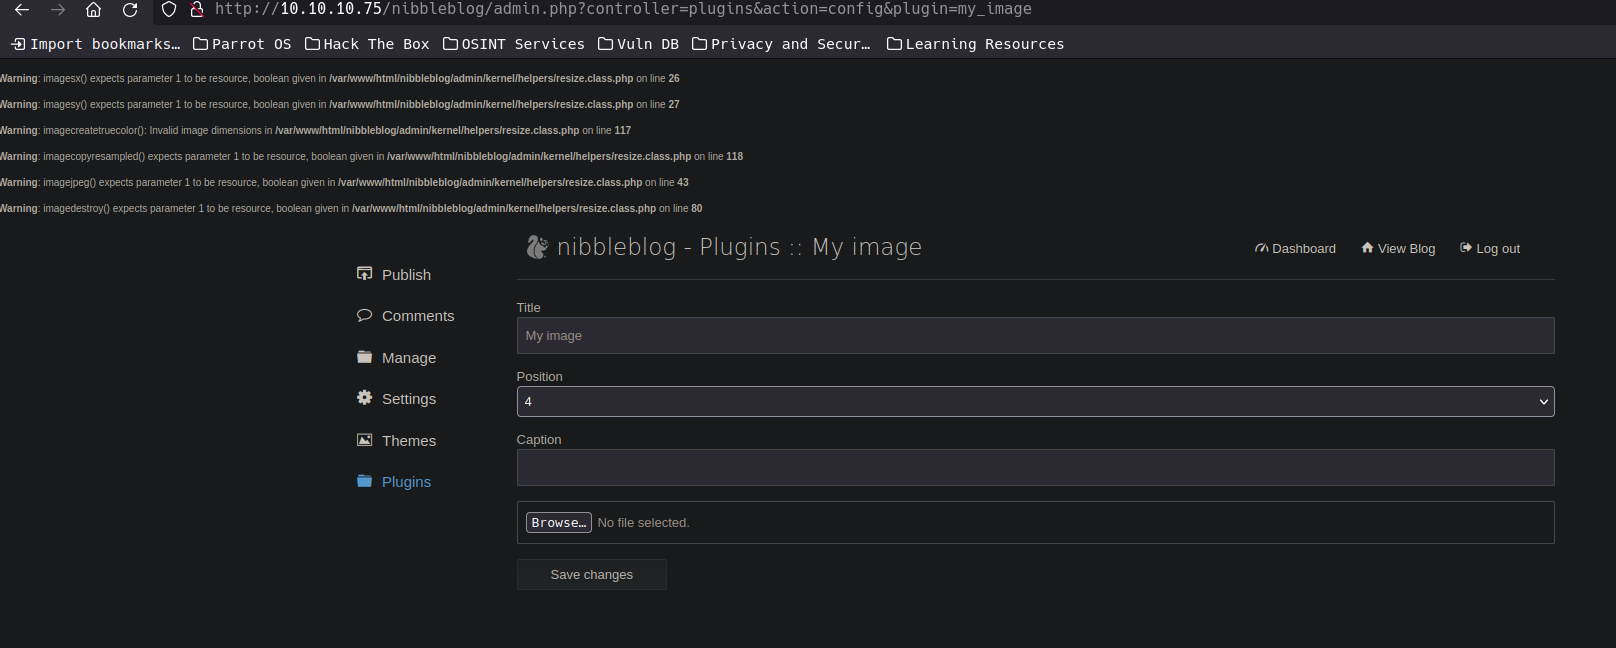 http://10.10.10.75/nibbleblog/admin.php?controller=plugins&action=config&plugin=my_image
Import bookmarks… Parrot OS Hack The Box OSINT Services Vuln DB Privacy and Secur… Learning Resources
Warning: imagesx() expects parameter 1 to be resource, boolean given in /var/www/html/nibbleblog/admin/kernel/helpers/resize.class.php on line 26
Warning: imagesy() expects parameter 1 to be resource, boolean given in /var/www/html/nibbleblog/admin/kernel/helpers/resize.class.php on line 27
Warning: imagecreatetruecolor(): Invalid image dimensions in /var/www/html/nibbleblog/admin/kernel/helpers/resize.class.php on line 117
Warning: imagecopyresampled() expects parameter 1 to be resource, boolean given in /var/www/html/nibbleblog/admin/kernel/helpers/resize.class.php on line 118
Warning: imagejpeg() expects parameter 1 to be resource, boolean given in /var/www/html/nibbleblog/admin/kernel/helpers/resize.class.php on line 43
Warning: imagedestroy() expects parameter 1 to be resource, boolean given in /var/www/html/nibbleblog/admin/kernel/helpers/resize.class.php on line 80
nibbleblog - Plugins :: My image
Dashboard View Blog Log out
Publish
Comments
Manage
Settings
Themes
Plugins
Title
My image
Position
4
Caption
Browse… No file selected.
Save changes